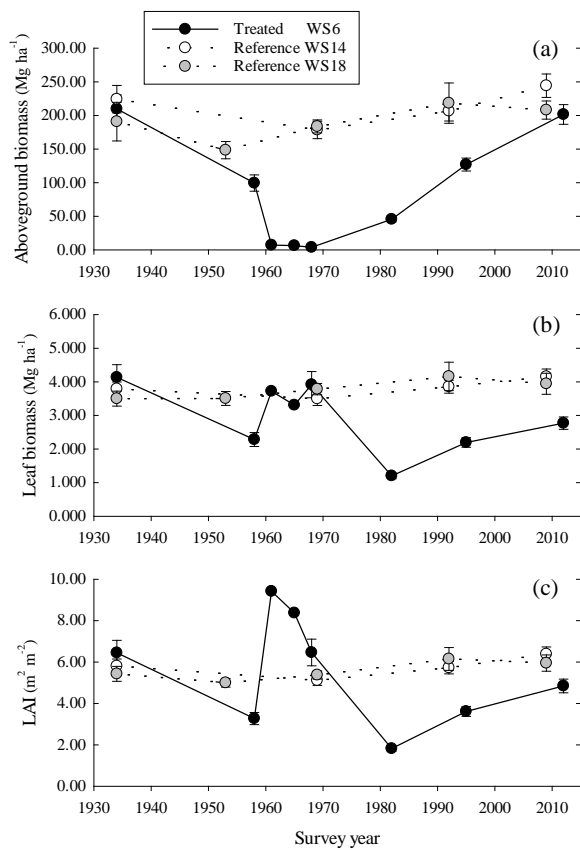 Treated WS6
Reference WS14
Reference WS18
(a)
Aboveground biomass (Mg ha⁻¹)
300.00
250.00
200.00
150.00
100.00
50.00
0.00
1930 1940 1950 1960 1970 1980 1990 2000 2010
(b)
Leaf biomass (Mg ha⁻¹)
6.000
5.000
4.000
3.000
2.000
1.000
0.000
1930 1940 1950 1960 1970 1980 1990 2000 2010
(c)
LAI (m² m⁻²)
10.00
8.00
6.00
4.00
2.00
0.00
1930 1940 1950 1960 1970 1980 1990 2000 2010
Survey year